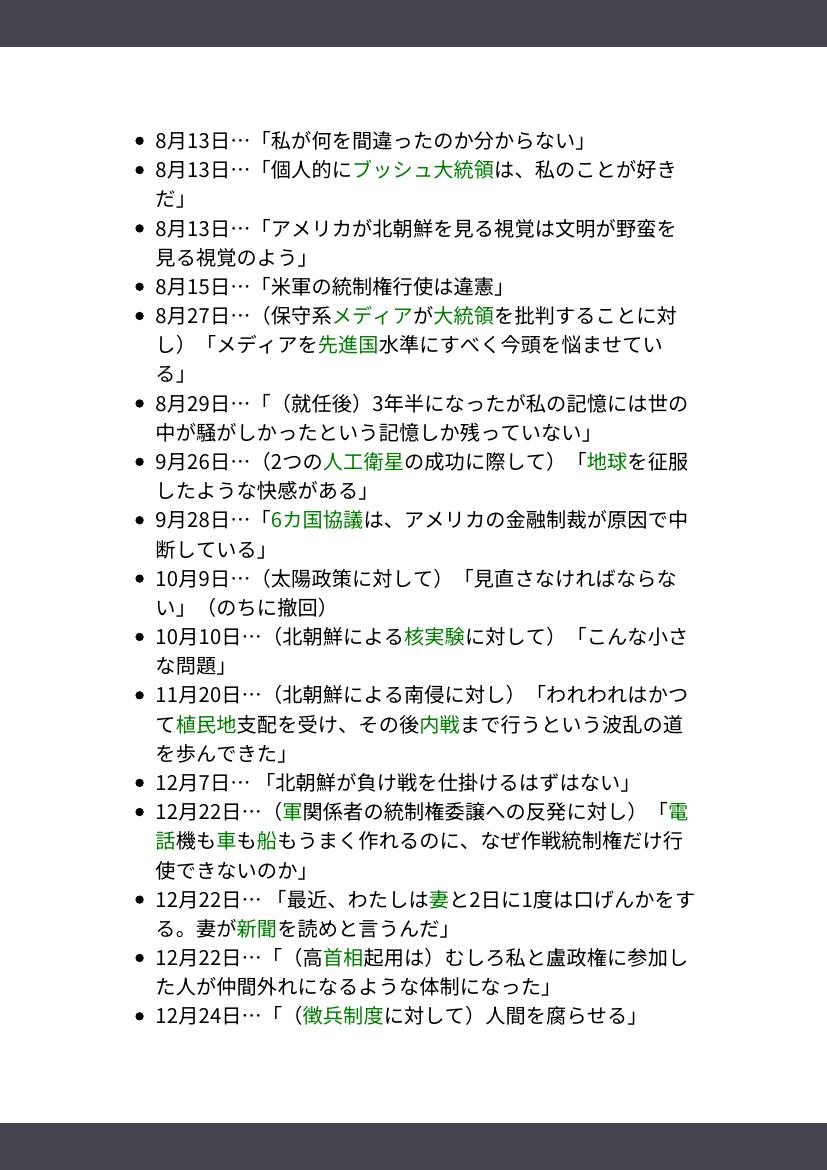 • 8月13日…「私が何を間違ったのか分からない」
• 8月13日…「個人的にブッシュ大統領は、私のことが好き
だ」
• 8月13日…「アメリカが北朝鮮を見る視覚は文明が野蛮を
見る視覚のよう」
• 8月15日…「米軍の統制権行使は違憲」
• 8月27日…（保守系メディアが大統領を批判することに対
し）「メディアを先進国水準にすべく今頭を悩ませてい
る」
• 8月29日…「（就任後）3年半になったが私の記憶には世の
中が騒がしかったという記憶しか残っていない」
• 9月26日…（2つの人工衛星の成功に際して）「地球を征服
したような快感がある」
• 9月28日…「6カ国協議は、アメリカの金融制裁が原因で中
断している」
• 10月9日…（太陽政策に対して）「見直さなければならな
い」（のちに撤回）
• 10月10日…（北朝鮮による核実験に対して）「こんな小さ
な問題」
• 11月20日…（北朝鮮による南侵に対し）「われわれはかつ
て植民地支配を受け、その後内戦まで行うという波乱の道
を歩んできた」
• 12月7日… 「北朝鮮が負け戦を仕掛けるはずはない」
• 12月22日…（軍関係者の統制権委譲への反発に対し）「電
話機も車も船もうまく作れるのに、なぜ作戦統制権だけ行
使できないのか」
• 12月22日… 「最近、わたしは妻と2日に1度は口げんかをす
る。妻が新聞を読めと言うんだ」
• 12月22日…「（高首相起用は）むしろ私と盧政権に参加し
た人が仲間外れになるような体制になった」
• 12月24日…「（徴兵制度に対して）人間を腐らせる」